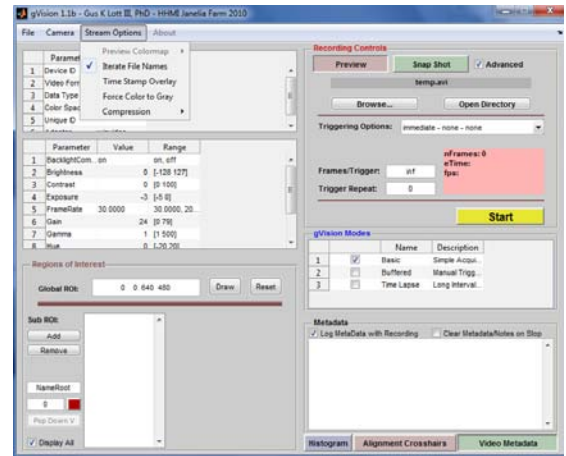 gVision 1.1b - Gus K Lott III, PhD - HHMI Janelia Farm 2010
File Camera Stream Options About
Preview Colormap
Iterate File Names
Time Stamp Overlay
Force Color to Gray
Compression
1 Device ID
2 Video Form
3 Data Type
4 Color Spac
5 Unique ID
Parameter Value Range
1 BacklightCom... on on, off
2 Brightness 0 [-128 127]
3 Contrast 0 [0 100]
4 Exposure -3 [-5 0]
5 FrameRate 30.0000 30.0000, 20...
6 Gain 24 [0 79]
7 Gamma 1 [1 500]
8 Hue 0 [-20 20]
Regions of Interest
Global ROI: 0 0 640 480 Draw Reset
Sub ROI:
Add
Remove
NameRoot
0
Pop Down V
Display All
Recording Controls
Preview Snap Shot Advanced
temp.avi
Browse... Open Directory
Triggering Options: immediate - none - none
nFrames: 0
eTime:
fps:
Frames/Trigger: inf
Trigger Repeat: 0
Start
gVision Modes
Name Description
1 Basic Simple Acqui...
2 Buffered Manual Trigg...
3 Time Lapse Long Interval...
Metadata
Log MetaData with Recording Clear Metadata/Notes on Stop
Histogram Alignment Crosshairs Video Metadata